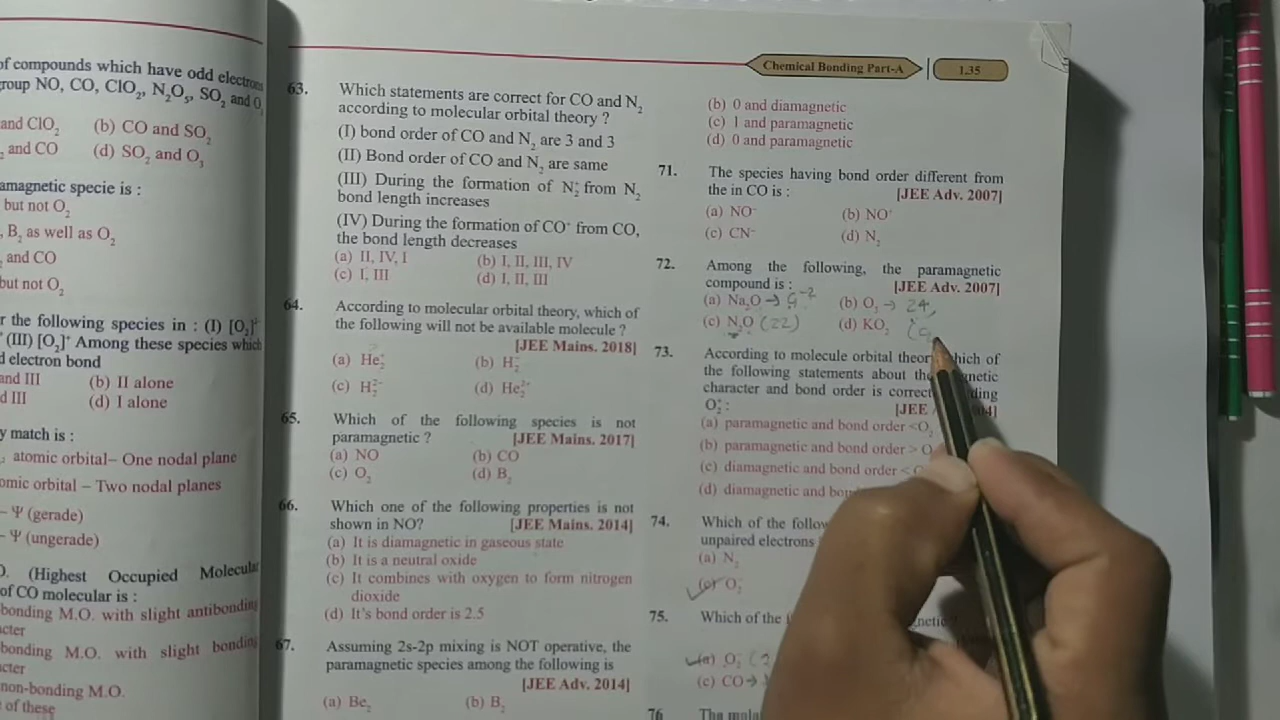 of compounds which have odd electrons
group NO, CO, ClO₂, N₂O₅, SO₂ and O
and ClO₂ (b) CO and SO₂
and CO (d) SO₂ and O₃
amagnetic specie is :
but not O₂
, B₂ as well as O₂
and CO
but not O₂
r the following species in : (I) [O₂]
(III) [O₂]⁺ Among these species which
d electron bond
and III (b) II alone
d III (d) I alone
y match is :
atomic orbital– One nodal plane
omic orbital – Two nodal planes
– Ψ (gerade)
– Ψ (ungerade)
O. (Highest Occupied Molecular
of CO molecular is :
bonding M.O. with slight antibonding
acter
bonding M.O. with slight bonding
acter
non-bonding M.O.
of these
Chemical Bonding Part-A 1.35
63. Which statements are correct for CO and N₂
according to molecular orbital theory ?
(I) bond order of CO and N₂ are 3 and 3
(II) Bond order of CO and N₂ are same
(III) During the formation of N₂⁺ from N₂
bond length increases
(IV) During the formation of CO⁺ from CO,
the bond length decreases
(a) II, IV, I (b) I, II, III, IV
(c) I, III (d) I, II, III
64. According to molecular orbital theory, which of
the following will not be available molecule ?
[JEE Mains. 2018]
(a) He₂⁺ (b) H₂⁻
(c) H₂²⁻ (d) He₂²⁺
65. Which of the following species is not
paramagnetic ? [JEE Mains. 2017]
(a) NO (b) CO
(c) O₂ (d) B₂
66. Which one of the following properties is not
shown in NO? [JEE Mains. 2014]
(a) It is diamagnetic in gaseous state
(b) It is a neutral oxide
(c) It combines with oxygen to form nitrogen
dioxide
(d) It's bond order is 2.5
67. Assuming 2s-2p mixing is NOT operative, the
paramagnetic species among the following is
[JEE Adv. 2014]
(a) Be₂ (b) B₂
(b) 0 and diamagnetic
(c) 1 and paramagnetic
(d) 0 and paramagnetic
71. The species having bond order different from
the in CO is : [JEE Adv. 2007]
(a) NO⁻ (b) NO⁺
(c) CN⁻ (d) N₂
72. Among the following, the paramagnetic
compound is : [JEE Adv. 2007]
(a) Na₂O → (b) O₃ → 24,
(c) N₂O (22) (d) KO₂
73. According to molecule orbital theor which of
the following statements about the netic
character and bond order is correct ding
O₂⁺ : [JEE
(a) paramagnetic and bond order <O₂
(b) paramagnetic and bond order > O
(c) diamagnetic and bond order <
(d) diamagnetic and bo
74. Which of the follow
unpaired electrons
(a) N₂
75. Which of the
(c) CO →
76